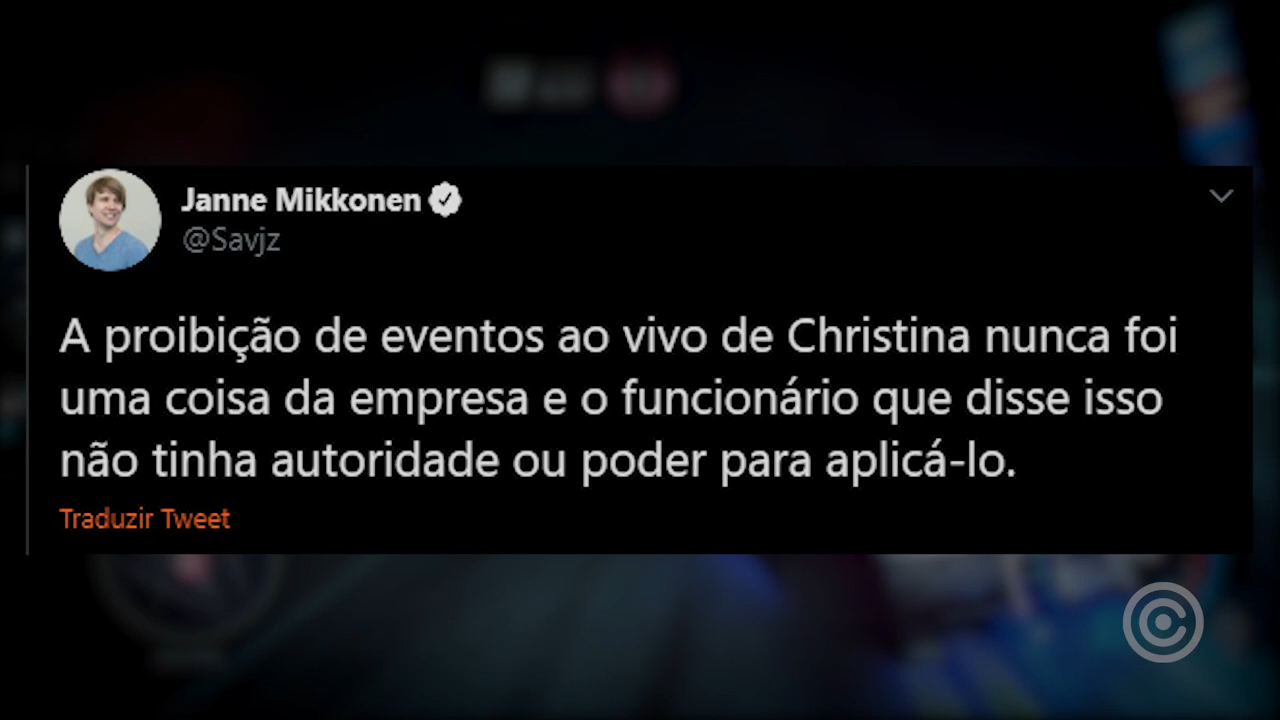 Janne Mikkonen
@Savjz
A proibição de eventos ao vivo de Christina nunca foi
uma coisa da empresa e o funcionário que disse isso
não tinha autoridade ou poder para aplicá-lo.
Traduzir Tweet